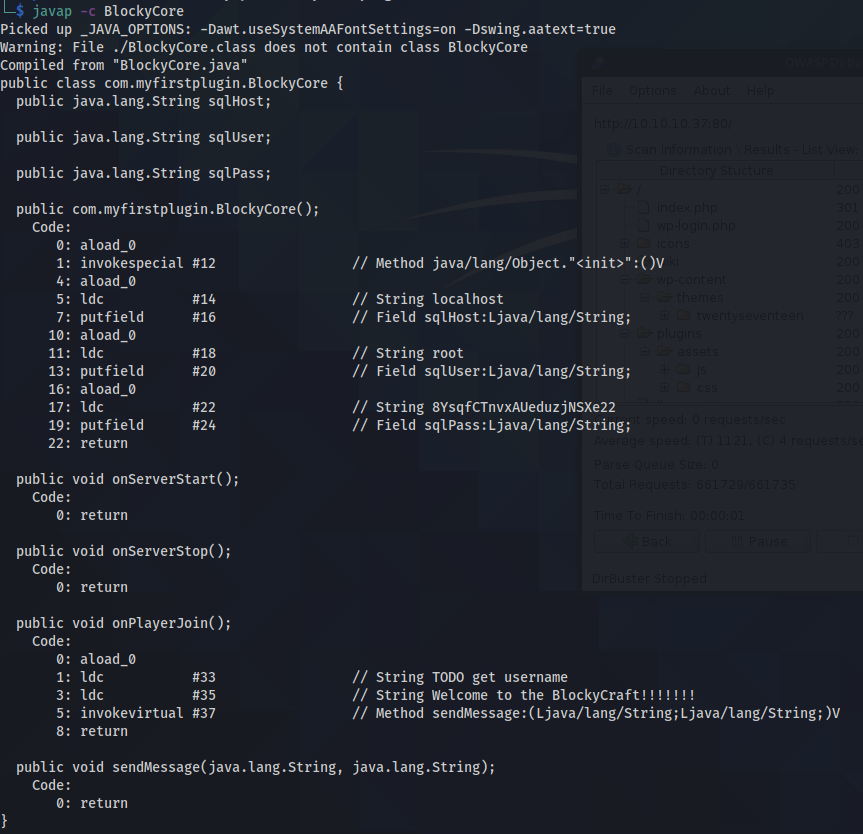 └─$ javap -c BlockyCore
Picked up _JAVA_OPTIONS: -Dawt.useSystemAAFontSettings=on -Dswing.aatext=true
Warning: File ./BlockyCore.class does not contain class BlockyCore
Compiled from "BlockyCore.java"
public class com.myfirstplugin.BlockyCore {
  public java.lang.String sqlHost;
  public java.lang.String sqlUser;
  public java.lang.String sqlPass;
  public com.myfirstplugin.BlockyCore();
    Code:
       0: aload_0
       1: invokespecial #12                 // Method java/lang/Object."<init>":()V
       4: aload_0
       5: ldc           #14                 // String localhost
       7: putfield      #16                 // Field sqlHost:Ljava/lang/String;
      10: aload_0
      11: ldc           #18                 // String root
      13: putfield      #20                 // Field sqlUser:Ljava/lang/String;
      16: aload_0
      17: ldc           #22                 // String 8YsqfCTnvxAUeduzjNSXe22
      19: putfield      #24                 // Field sqlPass:Ljava/lang/String;
      22: return
  public void onServerStart();
    Code:
       0: return
  public void onServerStop();
    Code:
       0: return
  public void onPlayerJoin();
    Code:
       0: aload_0
       1: ldc           #33                 // String TODO get username
       3: ldc           #35                 // String Welcome to the BlockyCraft!!!!!!!
       5: invokevirtual #37                 // Method sendMessage:(Ljava/lang/String;Ljava/lang/String;)V
       8: return
  public void sendMessage(java.lang.String, java.lang.String);
    Code:
       0: return
}
File Options About Help
http://10.10.10.37:80/
Scan Information Results - List View:
Directory Stucture
/ 200
index.php 301
wp-login.php 200
icons 403
200
wp-content 200
themes 200
twentyseventeen ???
plugins 200
assets 200
js 200
css 200
speed: 0 requests/sec
Average speed: (T) 1121, (C) 4 requests/se
Parse Queue Size: 0
Total Requests: 661729/661735
Time To Finish: 00:00:01
Back Pause
DirBuster Stopped